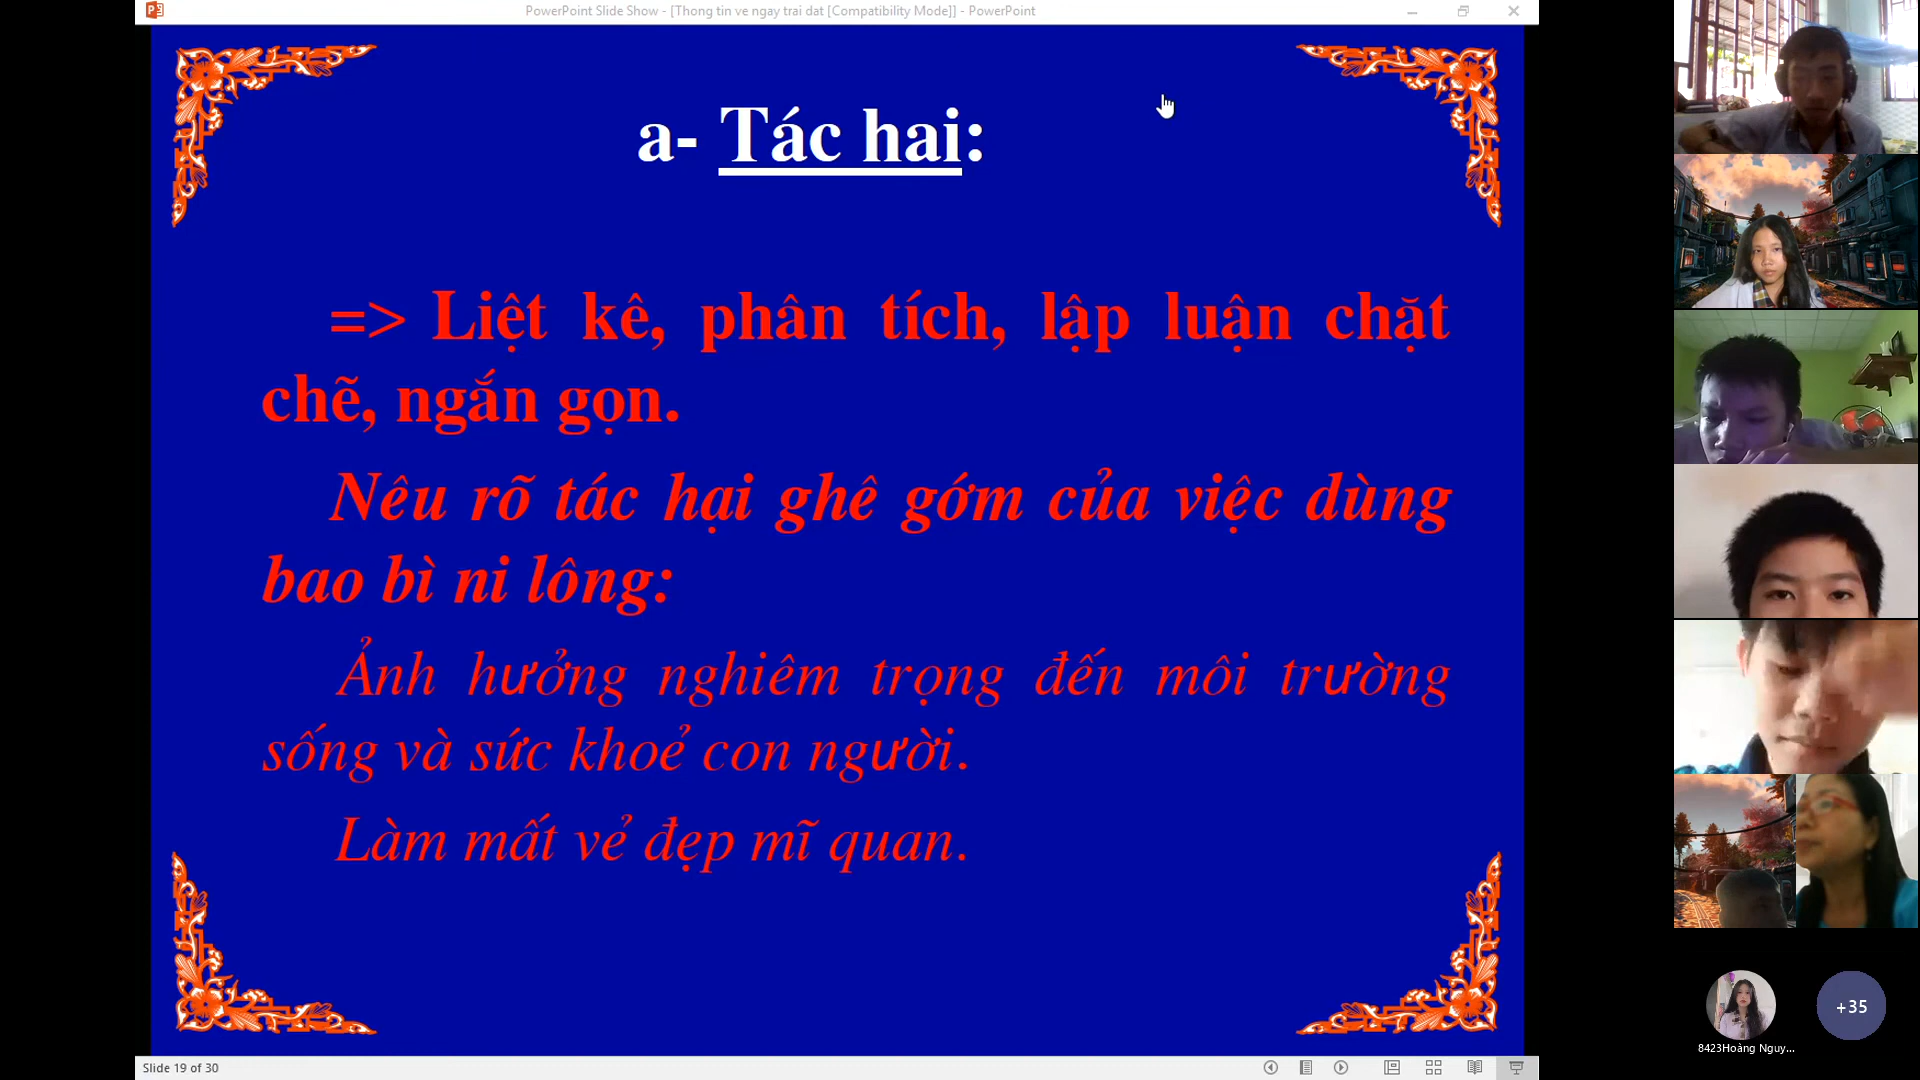 PowerPoint Slide Show - [Thong tin ve ngay trai dat [Compatibility Mode]] - PowerPoint
a- Tác hai:
=> Liệt kê, phân tích, lập luận chặt
chẽ, ngắn gọn.
Nêu rõ tác hại ghê gớm của việc dùng
bao bì ni lông:
Ảnh hưởng nghiêm trọng đến môi trường
sống và sức khoẻ con người.
Làm mất vẻ đẹp mĩ quan.
+35
8423Hoàng Nguy...
Slide 19 of 30